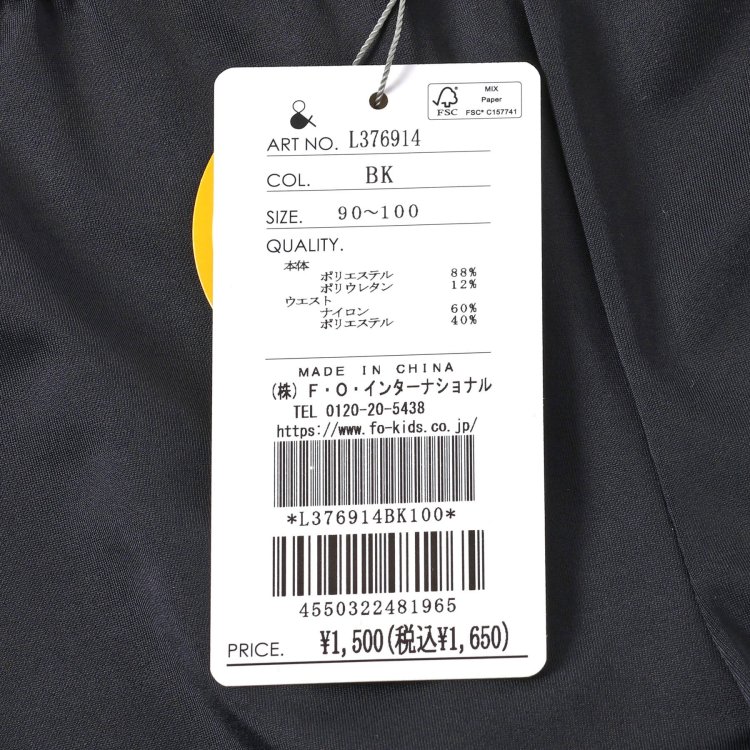 &
MIX
Paper
FSC
FSC® C157741
ART NO. L376914
COL. BK
SIZE. 90～100
QUALITY.
本体
ポリエステル 88%
ポリウレタン 12%
ウエスト
ナイロン 60%
ポリエステル 40%
MADE IN CHINA
(株) F・O・インターナショナル
TEL 0120-20-5438
https://www.fo-kids.co.jp/
*L376914BK100*
4550322481965
PRICE. ¥1,500(税込¥1,650)